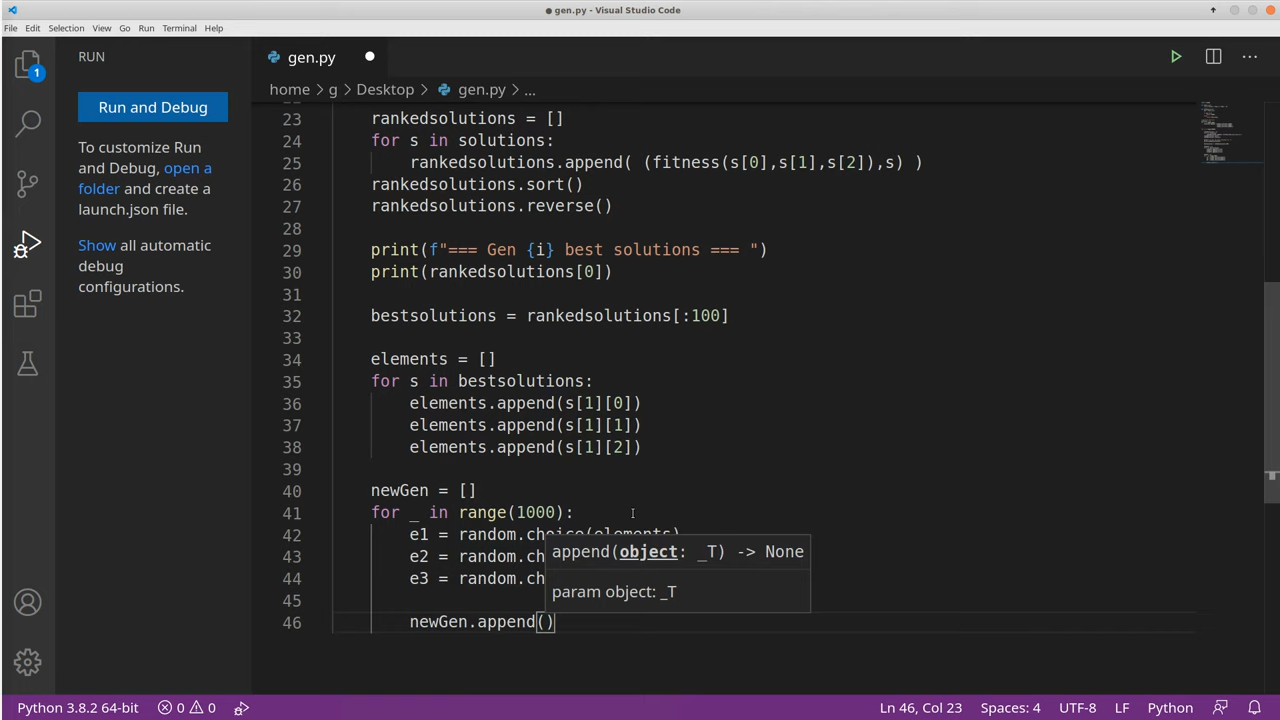 ● gen.py - Visual Studio Code
File Edit Selection View Go Run Terminal Help
RUN
gen.py
1
home > g > Desktop > gen.py > ...
Run and Debug
To customize Run
and Debug, open a
folder and create a
launch.json file.
Show all automatic
debug
configurations.
23 rankedsolutions = []
24 for s in solutions:
25 rankedsolutions.append( (fitness(s[0],s[1],s[2]),s) )
26 rankedsolutions.sort()
27 rankedsolutions.reverse()
28
29 print(f"=== Gen {i} best solutions === ")
30 print(rankedsolutions[0])
31
32 bestsolutions = rankedsolutions[:100]
33
34 elements = []
35 for s in bestsolutions:
36 elements.append(s[1][0])
37 elements.append(s[1][1])
38 elements.append(s[1][2])
39
40 newGen = []
41 for _ in range(1000):
42 e1 = random.choice(elements)
43 e2 = random.ch
44 e3 = random.ch
append(object: _T) -> None
param object: _T
45
46 newGen.append()
Python 3.8.2 64-bit 0 0 Ln 46, Col 23 Spaces: 4 UTF-8 LF Python